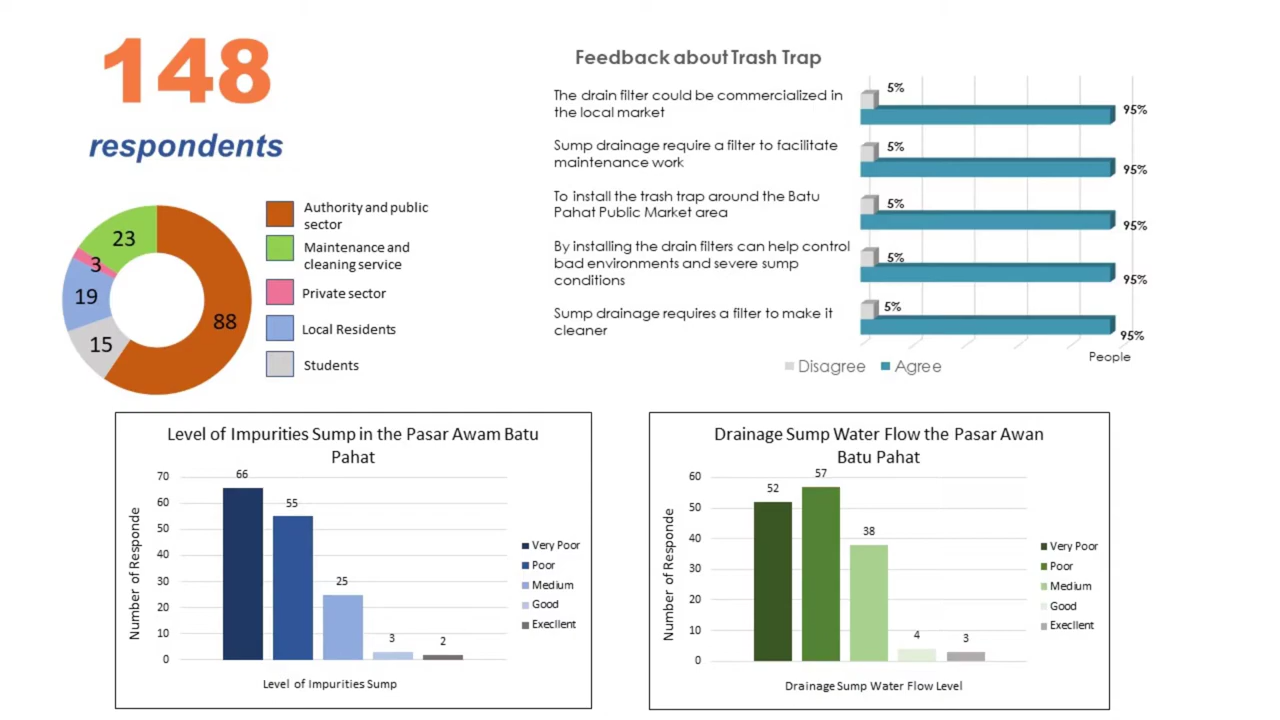 148
respondents
23
3
19
15
88
Authority and public
sector
Maintenance and
cleaning service
Private sector
Local Residents
Students
Feedback about Trash Trap
The drain filter could be commercialized in
the local market
5%
95%
Sump drainage require a filter to facilitate
maintenance work
5%
95%
To install the trash trap around the Batu
Pahat Public Market area
5%
95%
By installing the drain filters can help control
bad environments and severe sump
conditions
5%
95%
Sump drainage requires a filter to make it
cleaner
5%
95%
People
Disagree Agree
Level of Impurities Sump in the Pasar Awam Batu
Pahat
Number of Responde
70
60
50
40
30
20
10
0
66
55
25
3
2
Very Poor
Poor
Medium
Good
Execllent
Level of Impurities Sump
Drainage Sump Water Flow the Pasar Awan
Batu Pahat
Number of Responde
60
50
40
30
20
10
0
52
57
38
4
3
Very Poor
Poor
Medium
Good
Execllent
Drainage Sump Water Flow Level